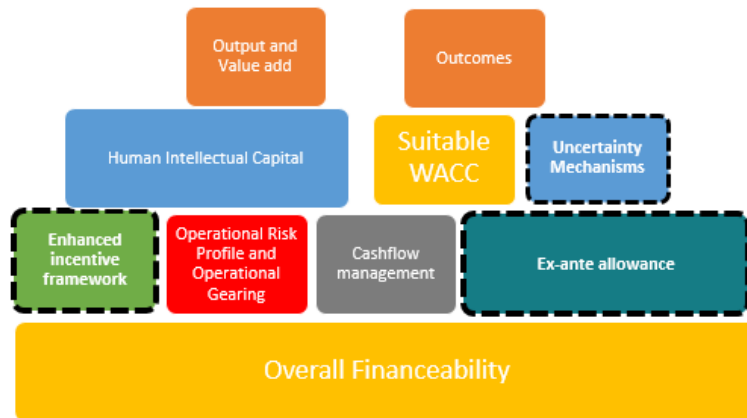 Output and
Value add
Outcomes
Human Intellectual Capital
Suitable
WACC
Uncertainty
Mechanisms
Enhanced
incentive
framework
Operational Risk
Profile and
Operational
Gearing
Cashflow
management
Ex-ante allowance
Overall Financeability